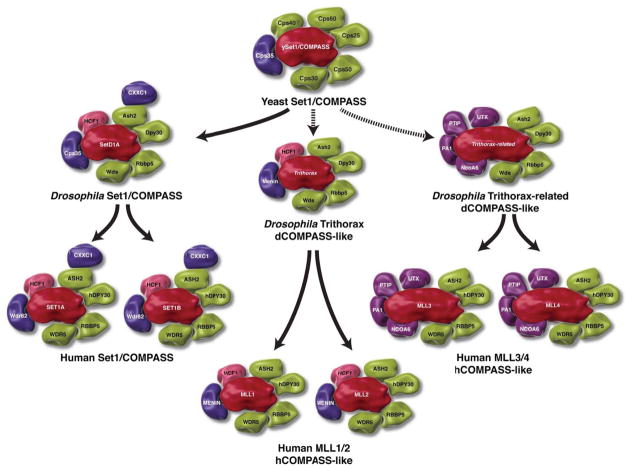 Cps40
Cps60
Cps25
Cps35
ySet1/COMPASS
Cps30
Cps50
Yeast Set1/COMPASS
CXXC1
HCF1
Ash2
SetD1A
Dpy30
Cps35
Rbbp5
Wds
Drosophila Set1/COMPASS
HCF1
Ash2
Trithorax
Dpy30
Menin
Rbbp5
Wds
Drosophila Trithorax
dCOMPASS-like
PTIP
UTX
Ash2
PA1
Trithorax-related
Dpy30
NcoA6
Rbbp5
Wds
Drosophila Trithorax-related
dCOMPASS-like
CXXC1
HCF1
ASH2
hDPY30
SET1A
Wdr82
RBBP5
WDR5
CXXC1
HCF1
ASH2
hDPY30
SET1B
Wdr82
RBBP5
WDR5
Human Set1/COMPASS
HCF1
ASH2
hDPY30
MLL1
MENIN
RBBP5
WDR5
HCF1
ASH2
hDPY30
MLL2
MENIN
RBBP5
WDR5
Human MLL1/2
hCOMPASS-like
PTIP
UTX
ASH2
hDPY30
MLL3
PA1
NCOA6
RBBP5
WDR5
PTIP
UTX
ASH2
hDPY30
MLL4
PA1
NCOA6
RBBP5
WDR5
Human MLL3/4
hCOMPASS-like